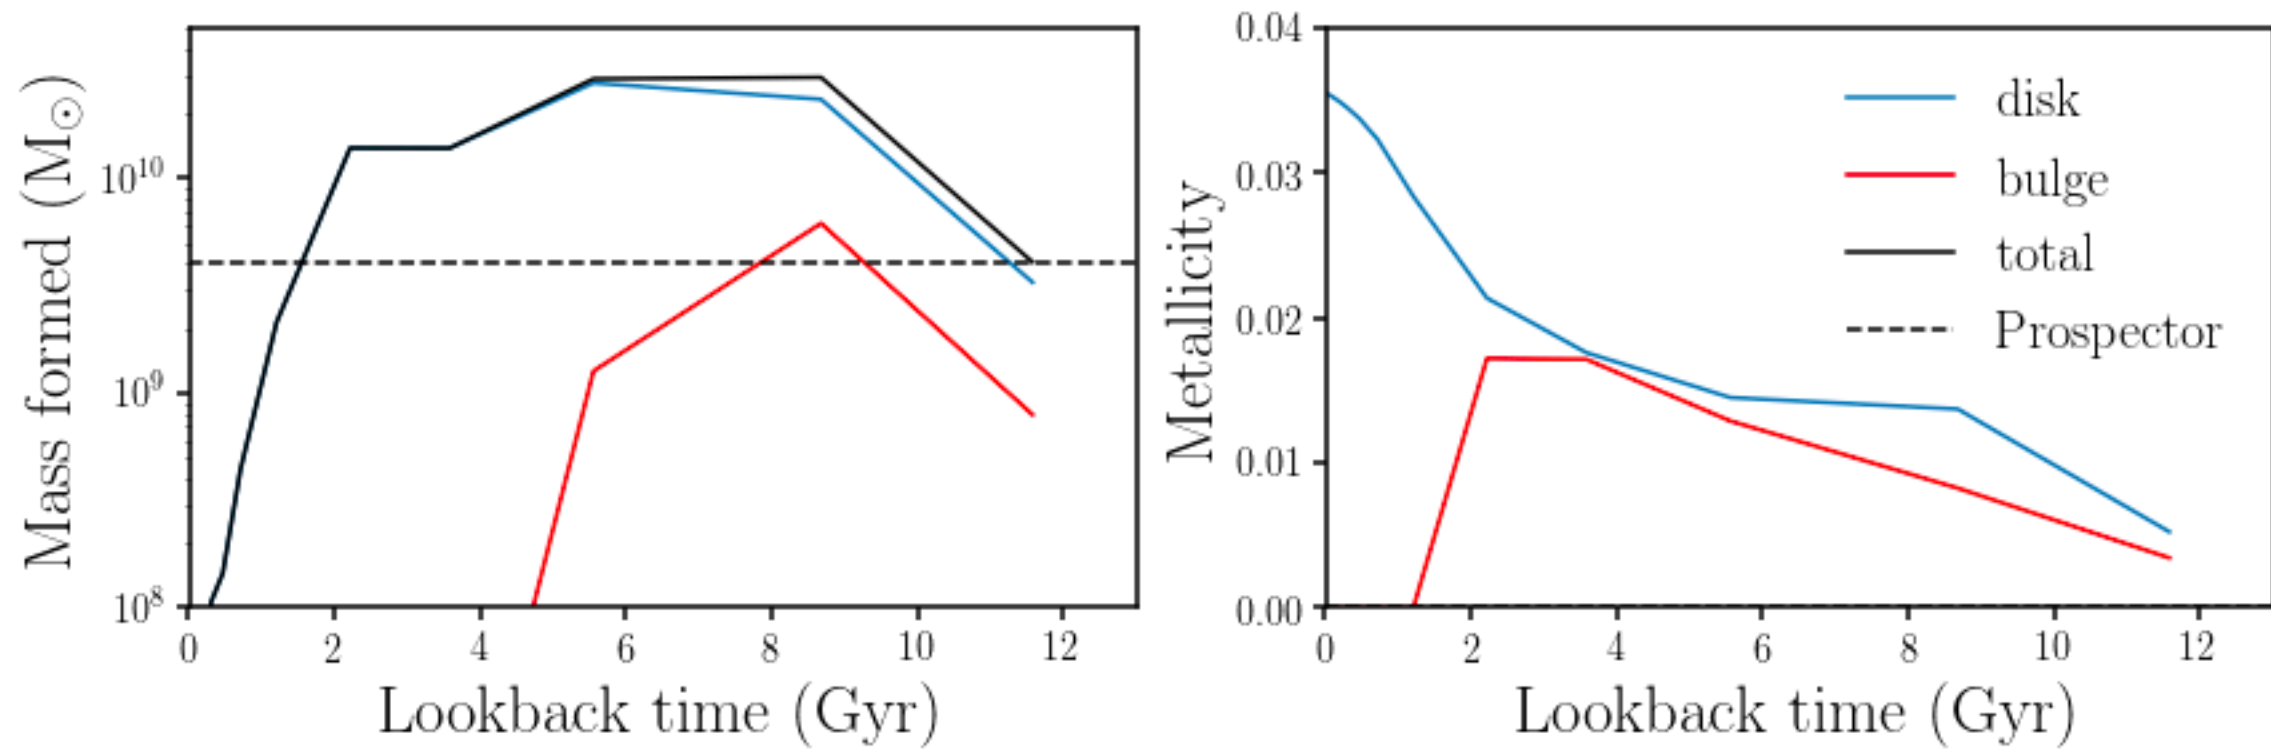 Mass formed (M⊙)
10^10
10^9
10^8
0 2 4 6 8 10 12
Lookback time (Gyr)
Metallicity
0.04
0.03
0.02
0.01
0.00
disk
bulge
total
Prospector
0 2 4 6 8 10 12
Lookback time (Gyr)